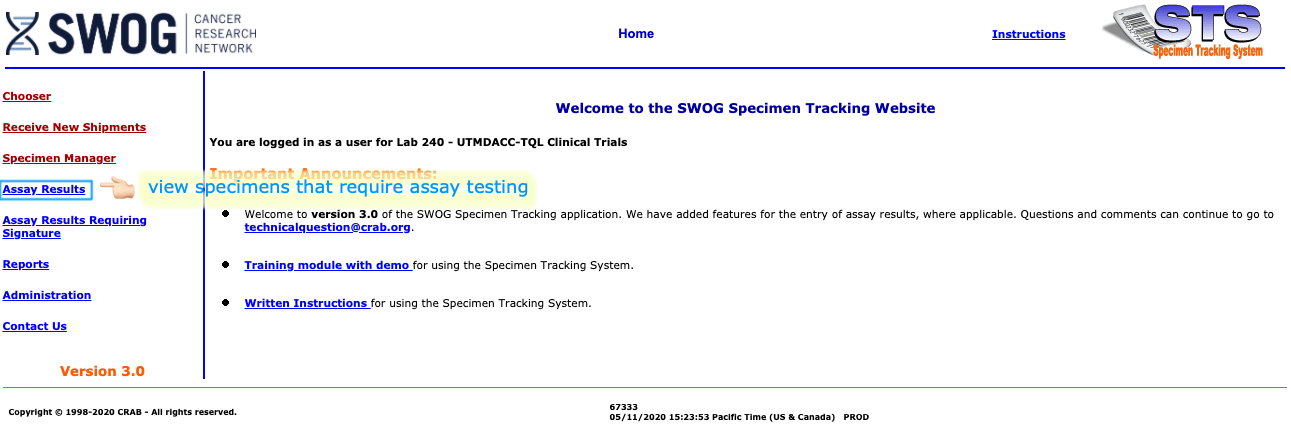 SWOG CANCER RESEARCH NETWORK
Home
Instructions
STS
Specimen Tracking System
Chooser
Receive New Shipments
Specimen Manager
Assay Results
Assay Results Requiring
Signature
Reports
Administration
Contact Us
Version 3.0
Welcome to the SWOG Specimen Tracking Website
You are logged in as a user for Lab 240 - UTMDACC-TQL Clinical Trials
Important Announcements:
view specimens that require assay testing
Welcome to version 3.0 of the SWOG Specimen Tracking application. We have added features for the entry of assay results, where applicable. Questions and comments can continue to go to
technicalquestion@crab.org.
Training module with demo for using the Specimen Tracking System.
Written Instructions for using the Specimen Tracking System.
Copyright © 1998-2020 CRAB - All rights reserved.
67333
05/11/2020 15:23:53 Pacific Time (US & Canada) PROD